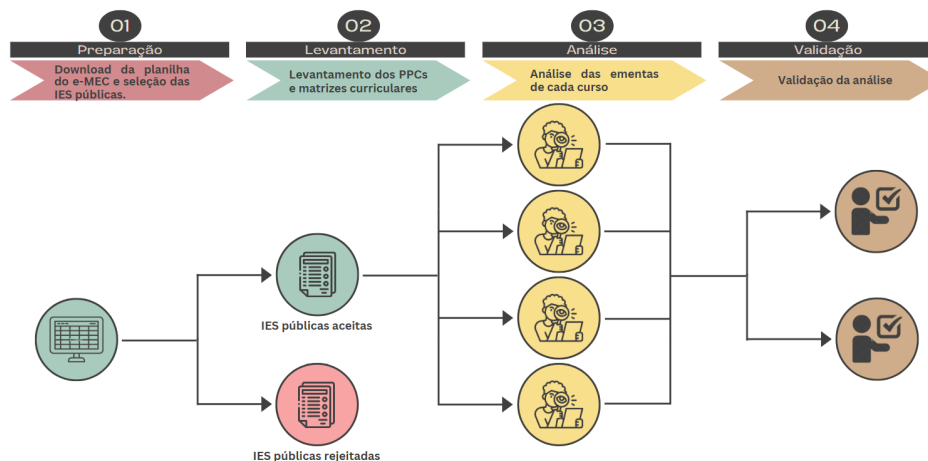 01
Preparação
Download da planilha
do e-MEC e seleção das
IES públicas.
02
Levantamento
Levantamento dos PPCs
e matrizes curriculares
03
Análise
Análise das ementas
de cada curso
04
Validação
Validação da análise
IES públicas aceitas
IES públicas rejeitadas